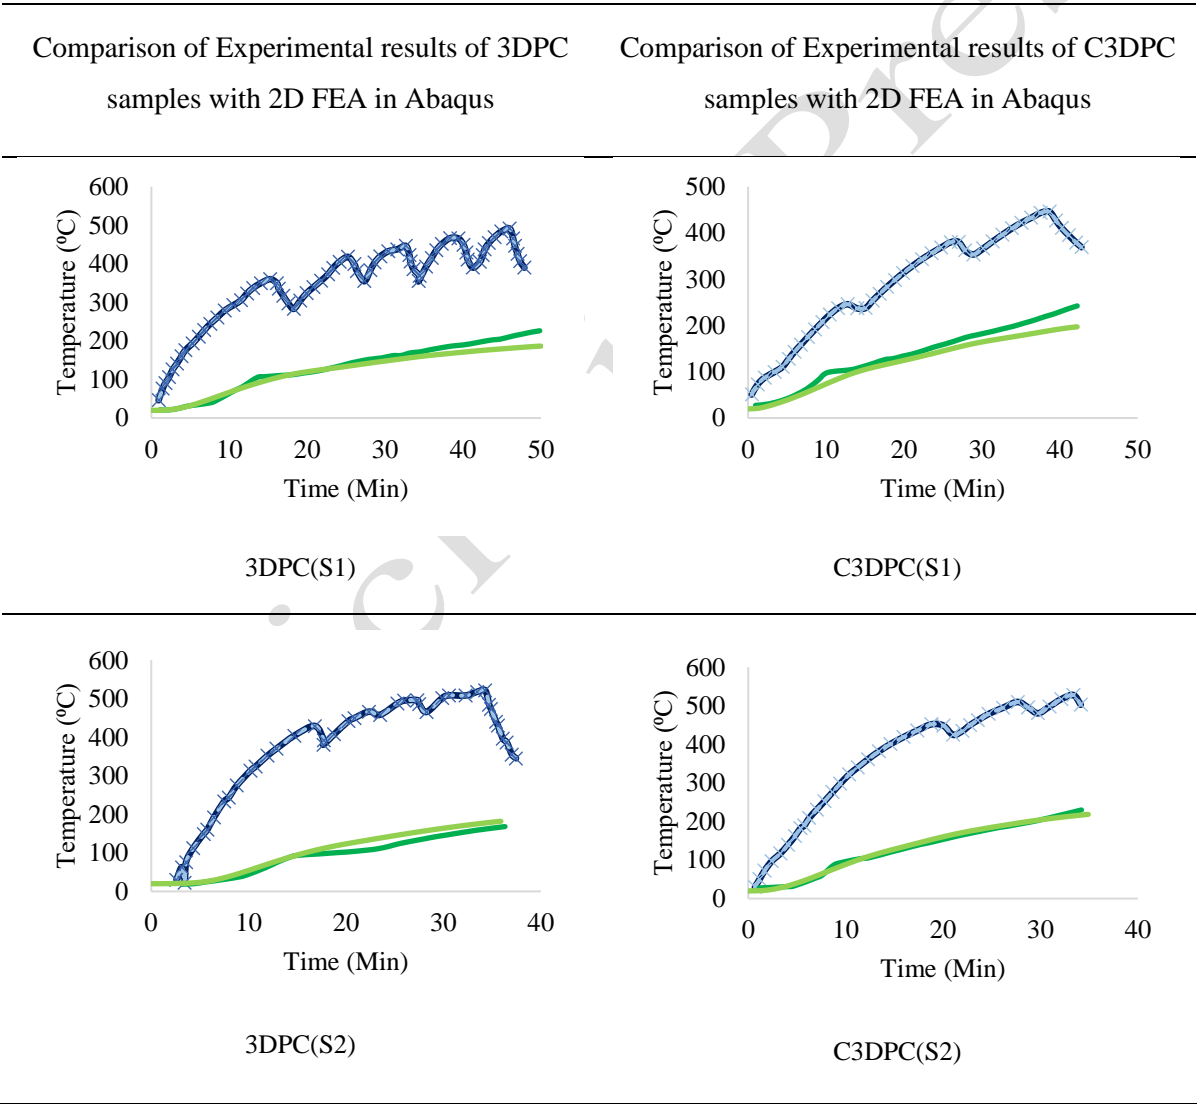 Comparison of Experimental results of 3DPC
samples with 2D FEA in Abaqus
Comparison of Experimental results of C3DPC
samples with 2D FEA in Abaqus
Temperature (⁰C)
600
500
400
300
200
100
0
0 10 20 30 40 50
Time (Min)
3DPC(S1)
Temperature (⁰C)
500
400
300
200
100
0
0 10 20 30 40 50
Time (Min)
C3DPC(S1)
Temperature (⁰C)
600
500
400
300
200
100
0
0 10 20 30 40
Time (Min)
3DPC(S2)
Temperature (⁰C)
600
500
400
300
200
100
0
0 10 20 30 40
Time (Min)
C3DPC(S2)